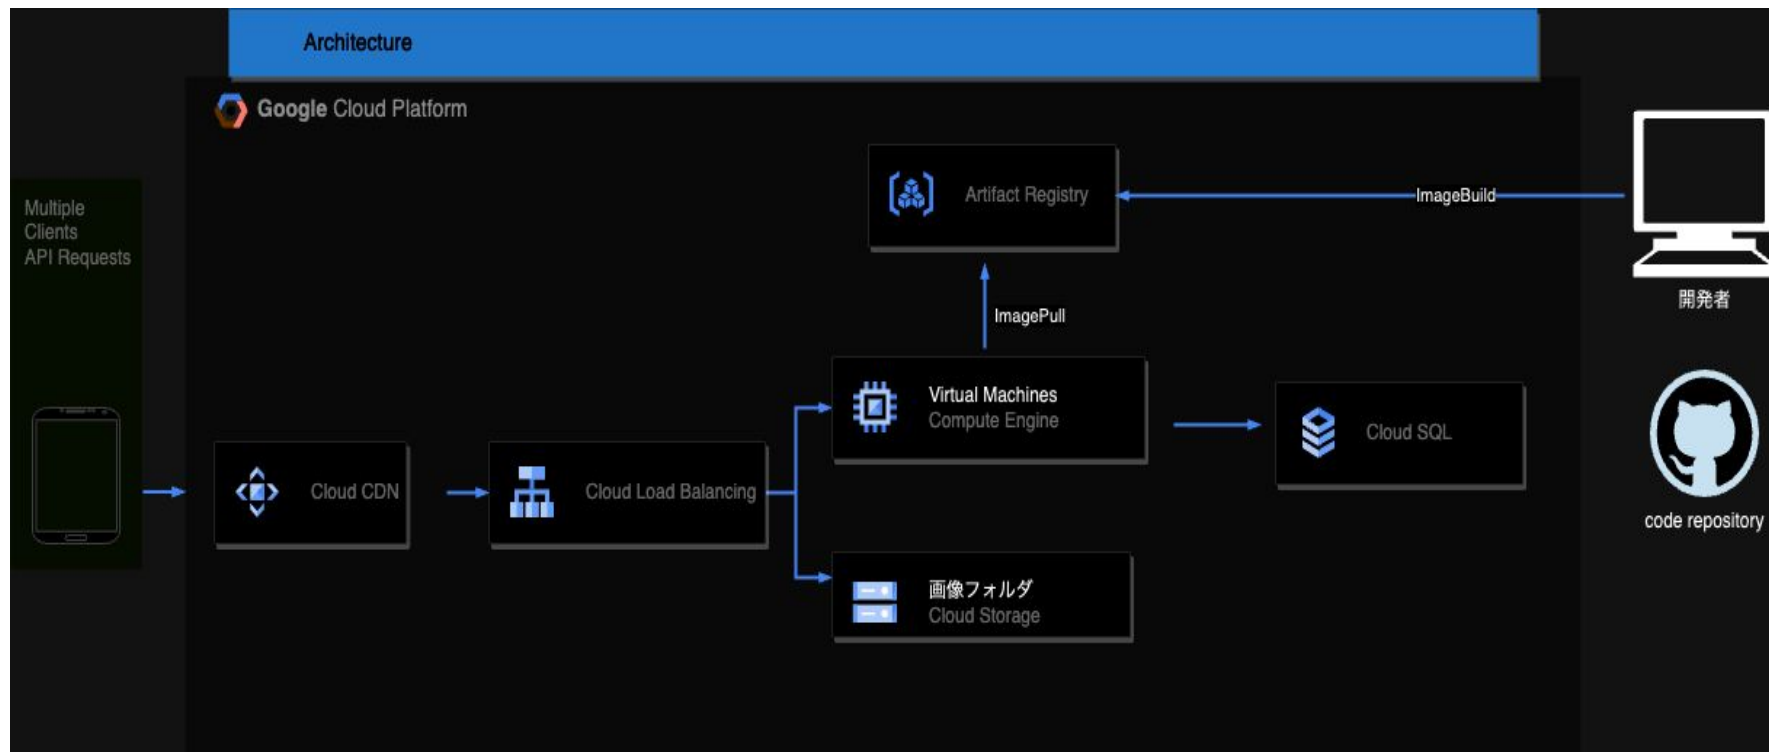 Architecture
Google Cloud Platform
Multiple
Clients
API Requests
Artifact Registry
ImageBuild
開発者
ImagePull
Virtual Machines
Compute Engine
Cloud SQL
Cloud CDN
Cloud Load Balancing
code repository
画像フォルダ
Cloud Storage